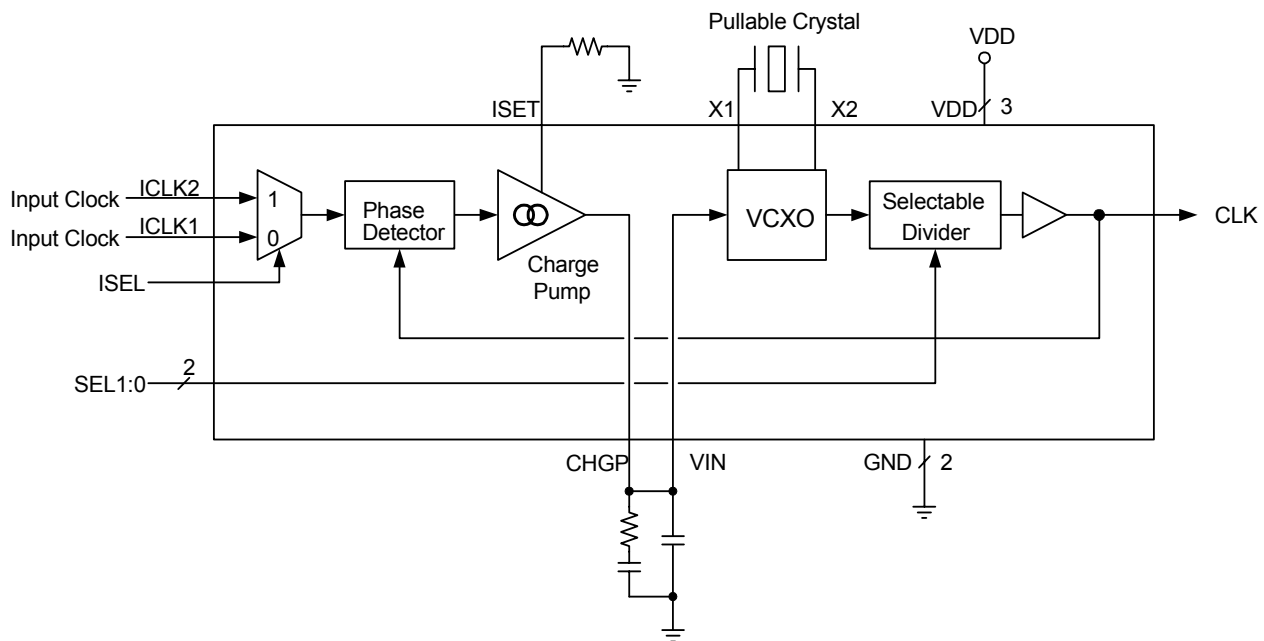 Pullable Crystal
VDD
ISET
X1
X2
VDD
3
Input Clock
ICLK2
1
Phase
Detector
VCXO
Selectable
Divider
CLK
Input Clock
ICLK1
0
ISEL
Charge
Pump
SEL1:0
2
CHGP
VIN
GND
2